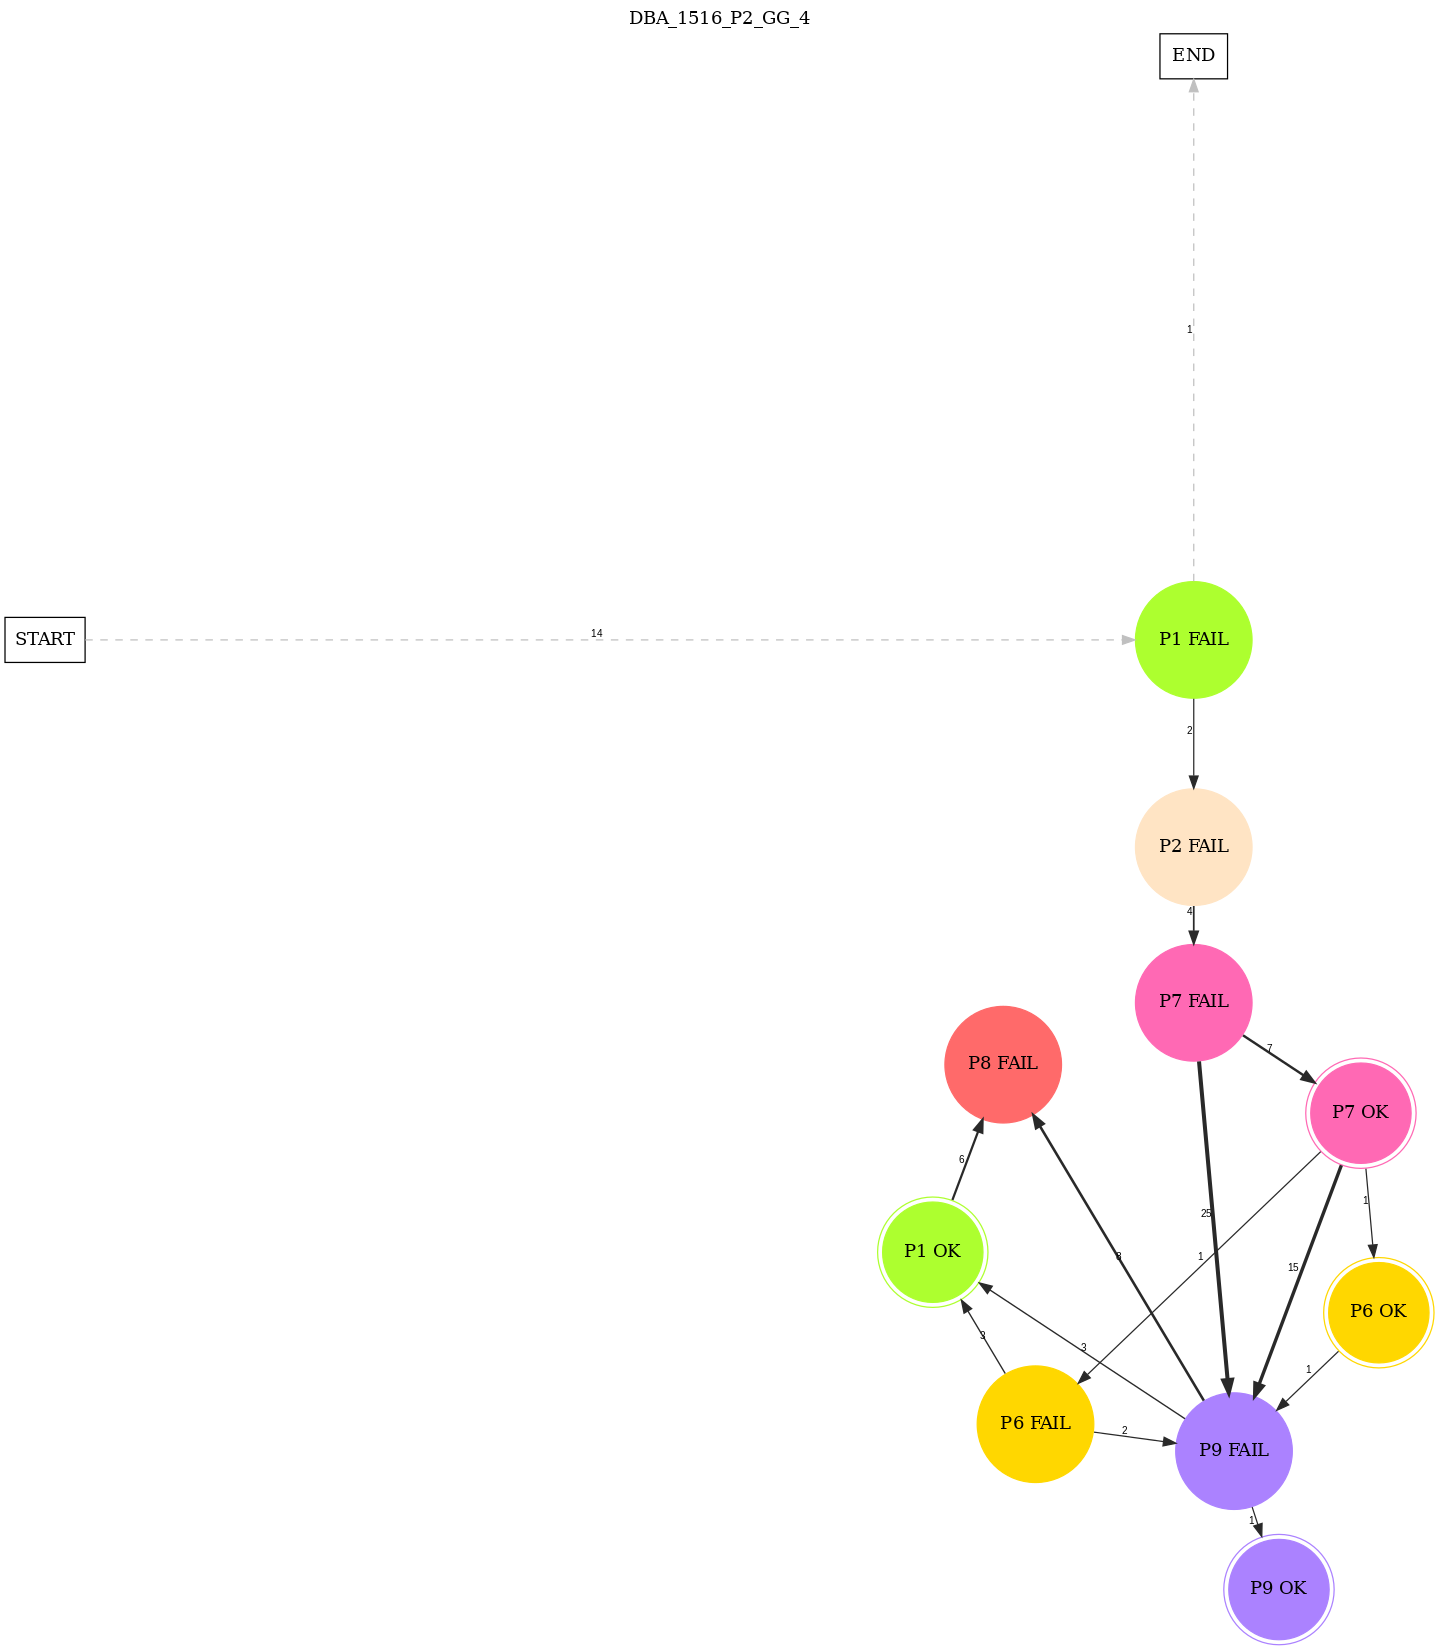 DBA_1516_P2_GG_4
END
1
START
14
P1 FAIL
2
P2 FAIL
4
P7 FAIL
7
P8 FAIL
P7 OK
6
1
25
1
8
15
P1 OK
P6 OK
3
3
1
P6 FAIL
2
P9 FAIL
1
P9 OK